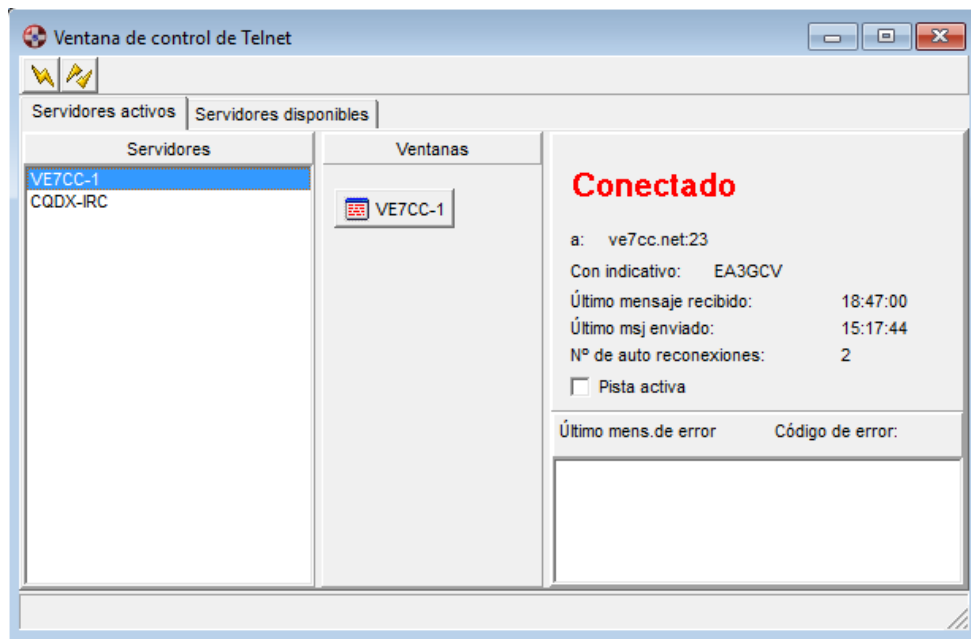 Ventana de control de Telnet
Servidores activos
Servidores disponibles
Servidores
VE7CC-1
CQDX-IRC
Ventanas
VE7CC-1
Conectado
a: ve7cc.net:23
Con indicativo: EA3GCV
Último mensaje recibido: 18:47:00
Último msj enviado: 15:17:44
Nº de auto reconexiones: 2
Pista activa
Último mens.de error Código de error: